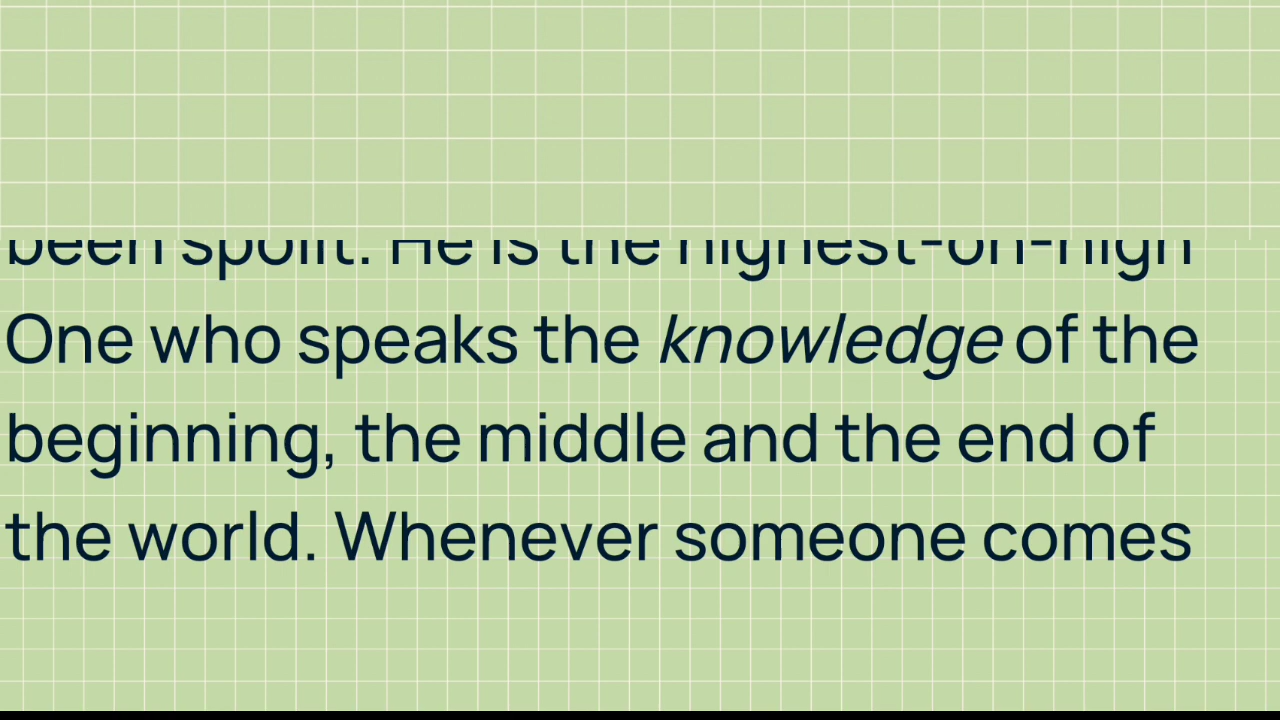 been spoilt. He is the highest-on-high
One who speaks the knowledge of the
beginning, the middle and the end of
the world. Whenever someone comes